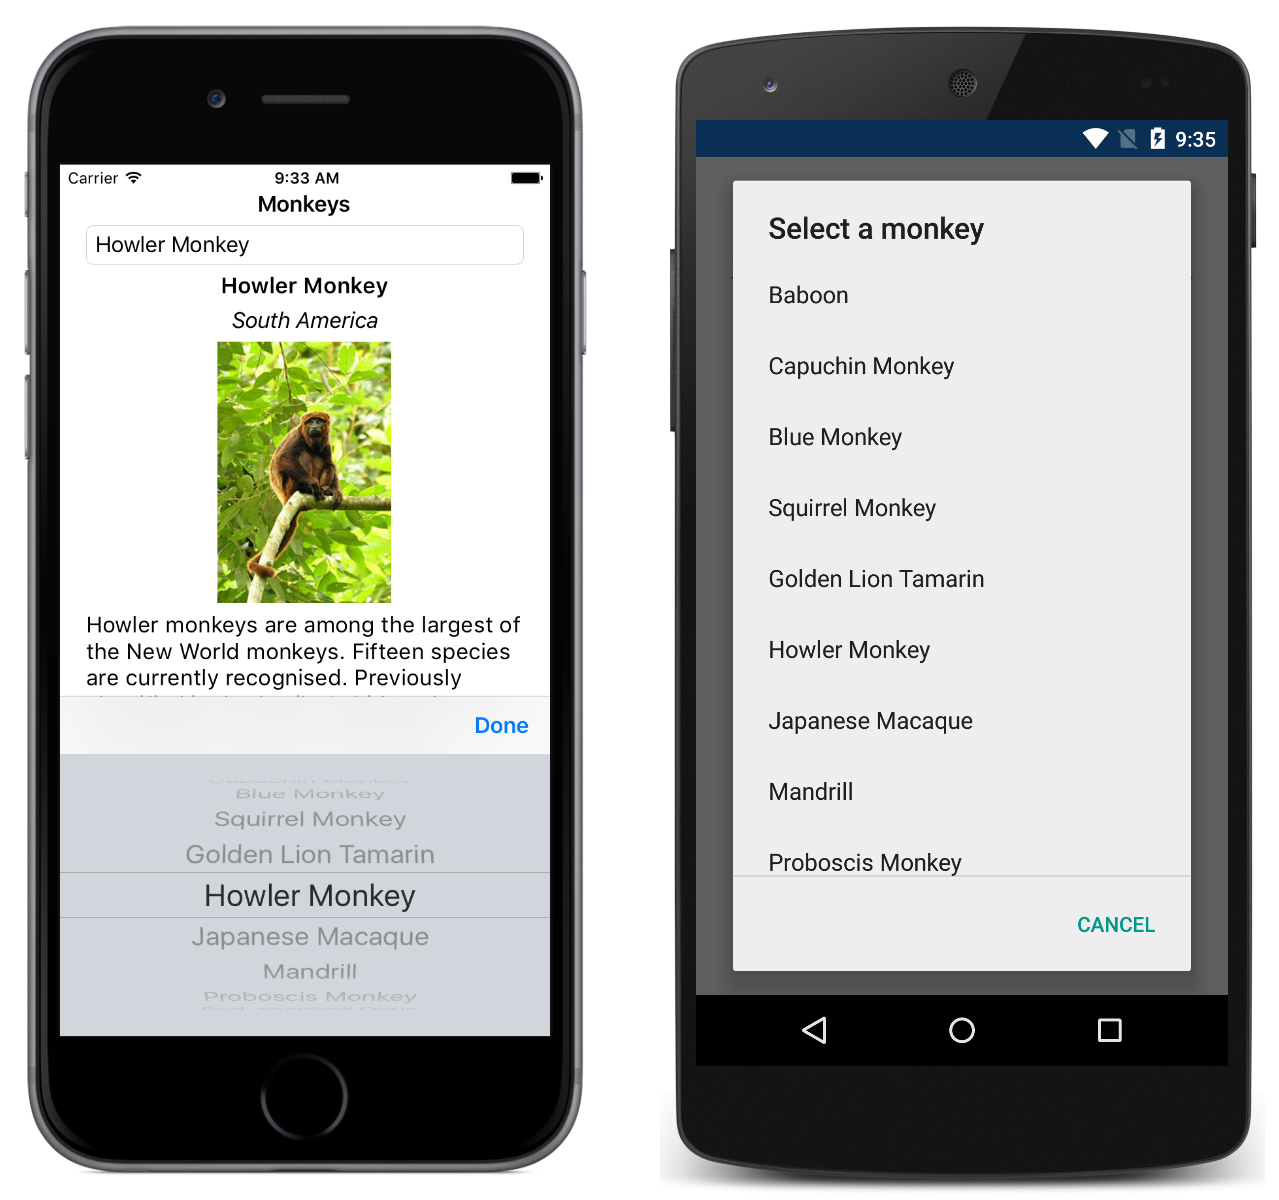 Carrier
9:33 AM
Monkeys
Howler Monkey
Howler Monkey
South America
Howler monkeys are among the largest of
the New World monkeys. Fifteen species
are currently recognised. Previously
Done
Capuchin Monkey
Blue Monkey
Squirrel Monkey
Golden Lion Tamarin
Howler Monkey
Japanese Macaque
Mandrill
Proboscis Monkey
9:35
Select a monkey
Baboon
Capuchin Monkey
Blue Monkey
Squirrel Monkey
Golden Lion Tamarin
Howler Monkey
Japanese Macaque
Mandrill
Proboscis Monkey
CANCEL